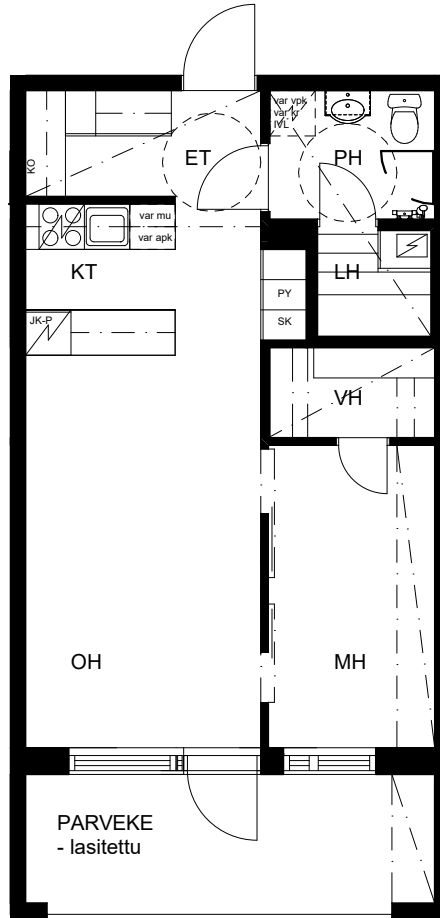 var vpk
var kr
IVL
KO
ET
PH
var mu
var apk
KT
LH
PY
SK
JK-P
VH
OH
MH
PARVEKE
- lasitettu